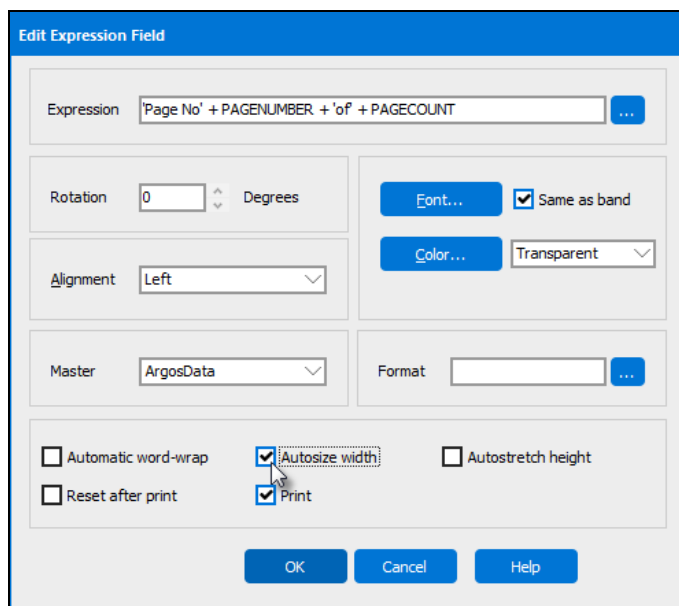 Edit Expression Field
Expression 'Page No' + PAGENUMBER + 'of' + PAGECOUNT ...
Rotation 0 Degrees
Font... Same as band
Color... Transparent
Alignment Left
Master ArgosData
Format ...
Automatic word-wrap Autosize width Autostretch height
Reset after print Print
OK Cancel Help